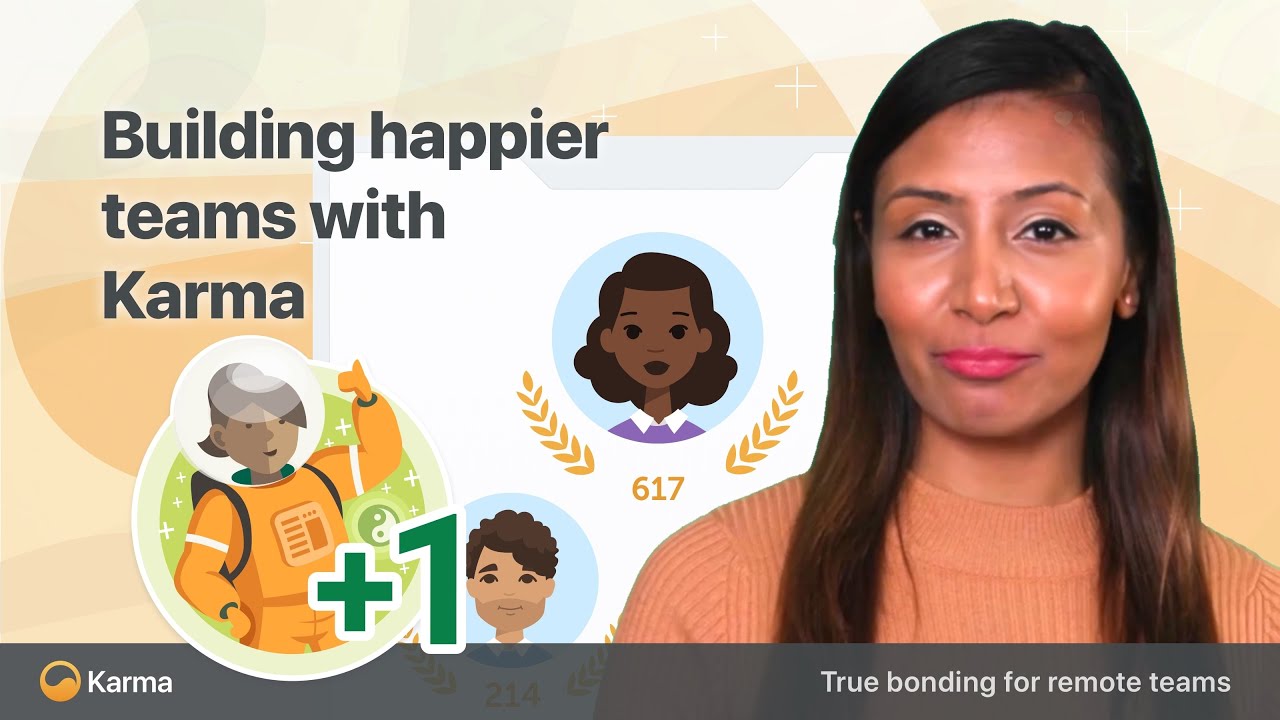 Building happier
teams with
Karma
617
+1
214
Karma
True bonding for remote teams